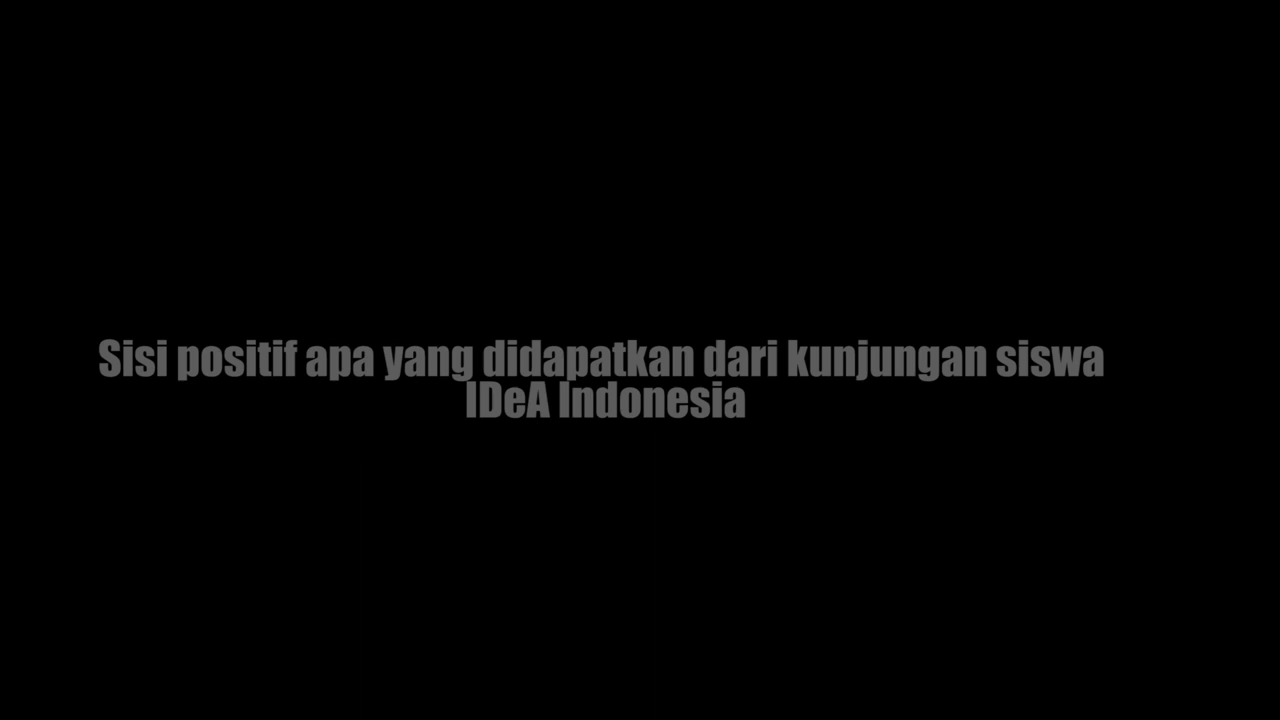 Sisi positif apa yang didapatkan dari kunjungan siswa
IDeA Indonesia